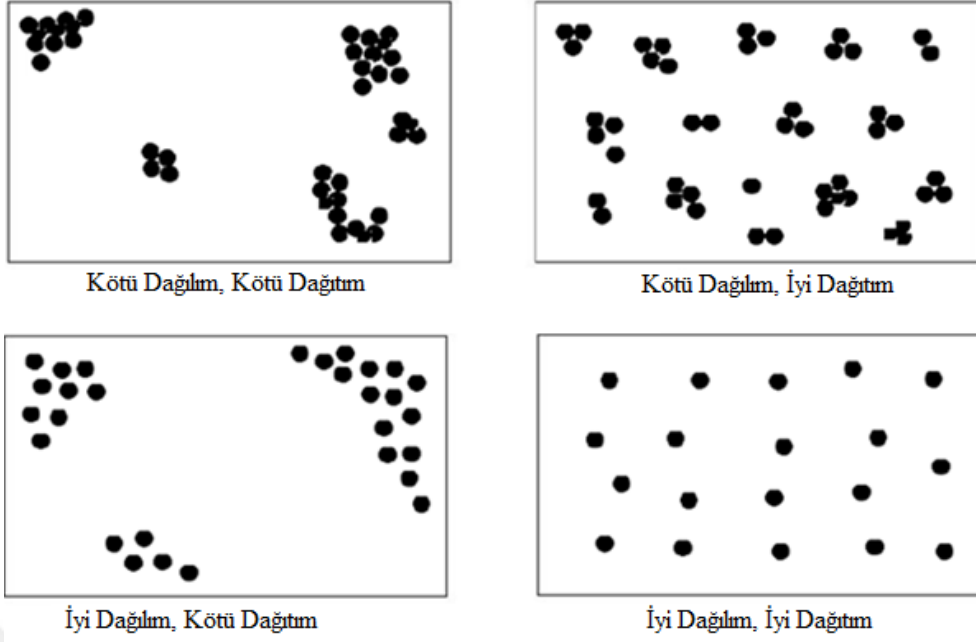 Kötü Dağılım, Kötü Dağıtım
Kötü Dağılım, İyi Dağıtım
İyi Dağılım, Kötü Dağıtım
İyi Dağılım, İyi Dağıtım